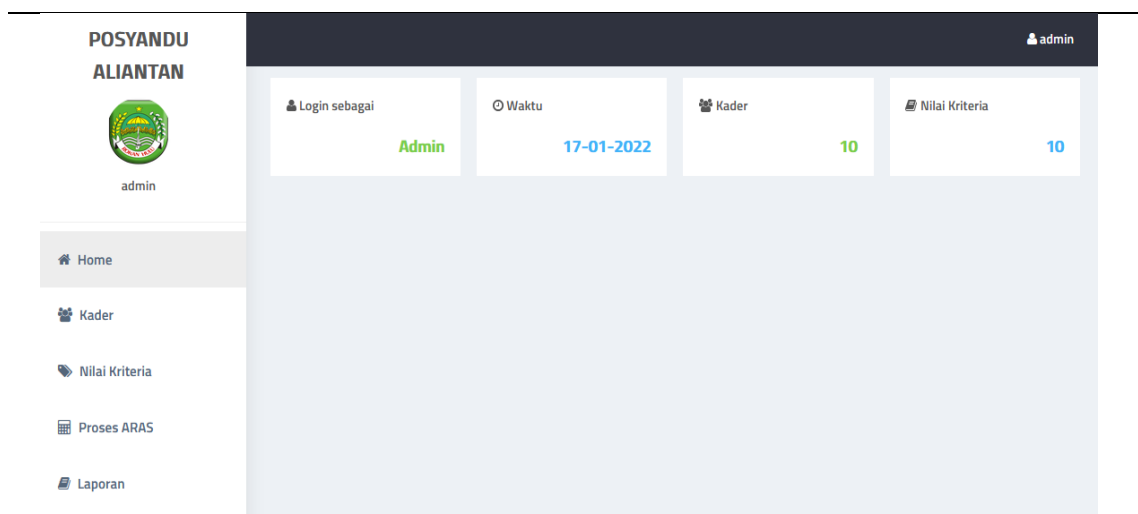 POSYANDU
ALIANTAN
admin
Home
Kader
Nilai Kriteria
Proses ARAS
Laporan
admin
Login sebagai
Admin
Waktu
17-01-2022
Kader
10
Nilai Kriteria
10